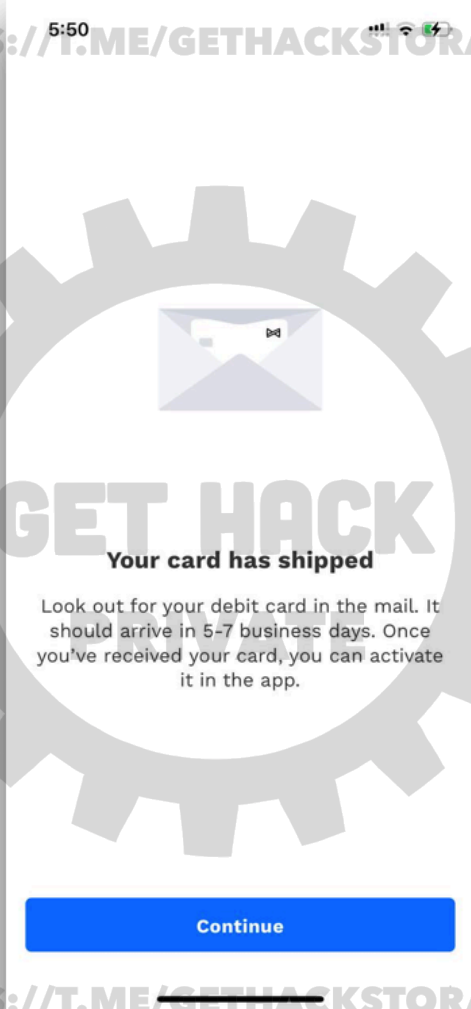 5:50
S://T.ME/GETHACKSTORA
GET HACK
Your card has shipped
Look out for your debit card in the mail. It
should arrive in 5-7 business days. Once
PRIVATE
you've received your card, you can activate
it in the app.
Continue
S://T.ME/GETHACKSTORA